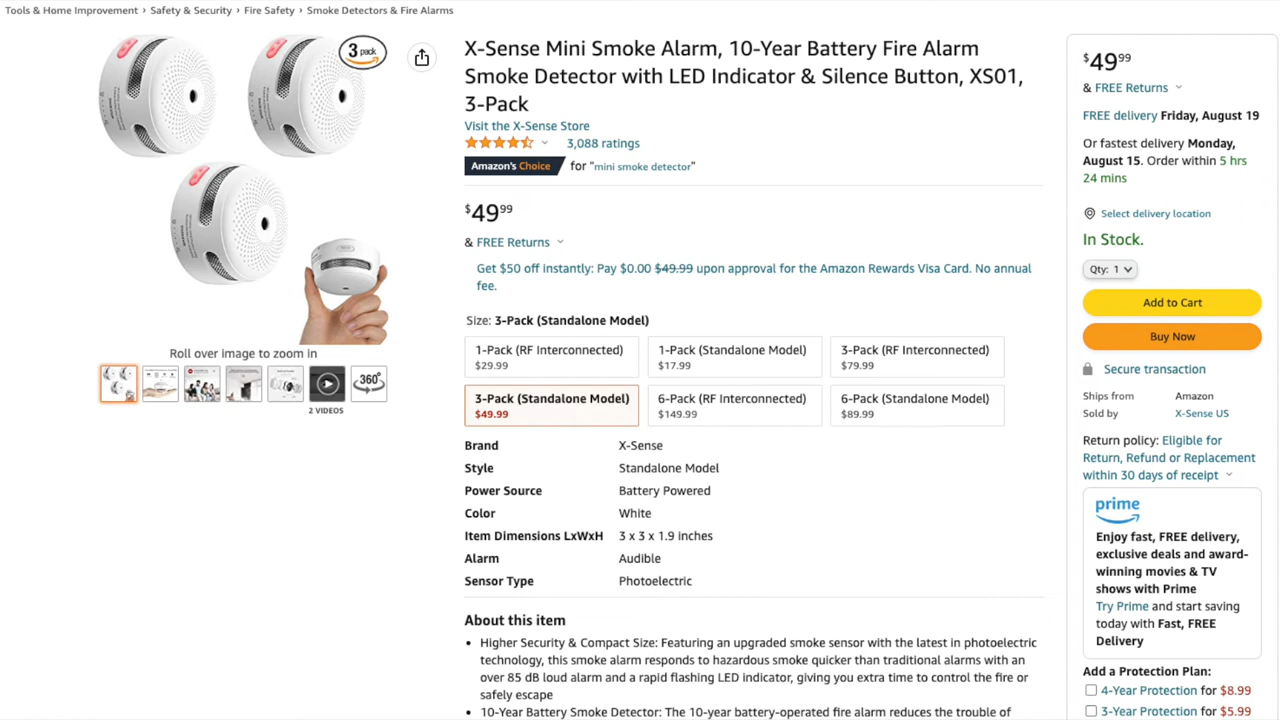 Tools & Home Improvement › Safety & Security › Fire Safety › Smoke Detectors & Fire Alarms
3 pack
Roll over image to zoom in
360°
2 VIDEOS
X-Sense Mini Smoke Alarm, 10-Year Battery Fire Alarm
Smoke Detector with LED Indicator & Silence Button, XS01,
3-Pack
Visit the X-Sense Store
3,088 ratings
Amazon's Choice for "mini smoke detector"
$49 99
& FREE Returns
Get $50 off instantly: Pay $0.00 $49.99 upon approval for the Amazon Rewards Visa Card. No annual
fee.
Size: 3-Pack (Standalone Model)
1-Pack (RF Interconnected)
$29.99
1-Pack (Standalone Model)
$17.99
3-Pack (RF Interconnected)
$79.99
3-Pack (Standalone Model)
$49.99
6-Pack (RF Interconnected)
$149.99
6-Pack (Standalone Model)
$89.99
Brand X-Sense
Style Standalone Model
Power Source Battery Powered
Color White
Item Dimensions LxWxH 3 x 3 x 1.9 inches
Alarm Audible
Sensor Type Photoelectric
About this item
• Higher Security & Compact Size: Featuring an upgraded smoke sensor with the latest in photoelectric
technology, this smoke alarm responds to hazardous smoke quicker than traditional alarms with an
over 85 dB loud alarm and a rapid flashing LED indicator, giving you extra time to control the fire or
safely escape
• 10-Year Battery Smoke Detector: The 10-year battery-operated fire alarm reduces the trouble of
$49 99
& FREE Returns
FREE delivery Friday, August 19
Or fastest delivery Monday,
August 15. Order within 5 hrs
24 mins
Select delivery location
In Stock.
Qty: 1
Add to Cart
Buy Now
Secure transaction
Ships from Amazon
Sold by X-Sense US
Return policy: Eligible for
Return, Refund or Replacement
within 30 days of receipt
prime
Enjoy fast, FREE delivery,
exclusive deals and award-
winning movies & TV
shows with Prime
Try Prime and start saving
today with Fast, FREE
Delivery
Add a Protection Plan:
4-Year Protection for $8.99
3-Year Protection for $5.99